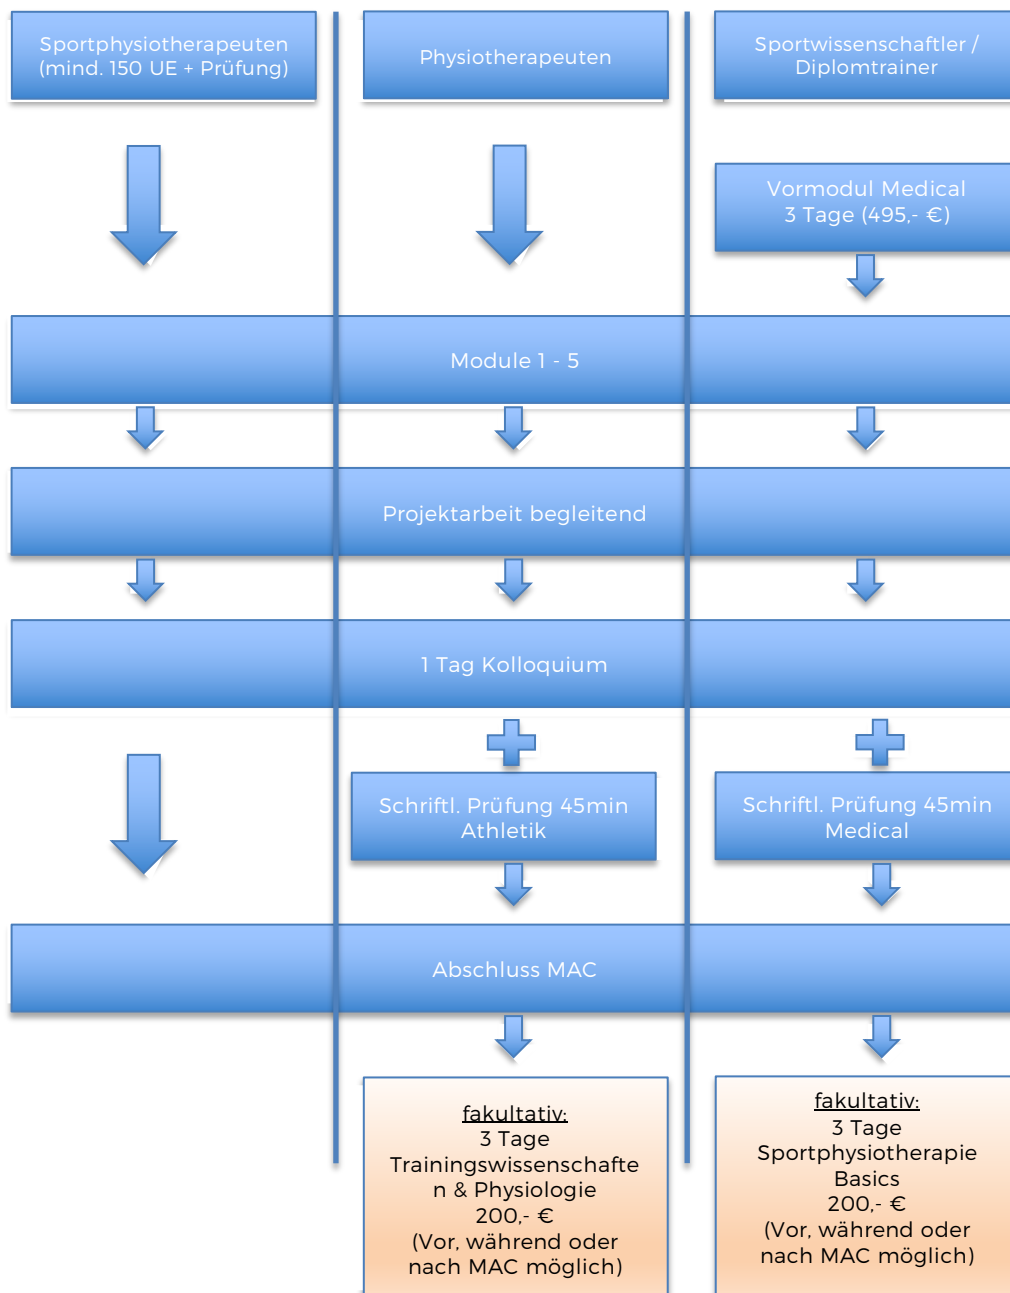 Sportphysiotherapeuten
(mind. 150 UE + Prüfung)
Physiotherapeuten
Sportwissenschaftler /
Diplomtrainer
Vormodul Medical
3 Tage (495,- €)
Module 1 - 5
Projektarbeit begleitend
1 Tag Kolloquium
Schriftl. Prüfung 45min
Athletik
Schriftl. Prüfung 45min
Medical
Abschluss MAC
fakultativ:
3 Tage
Trainingswissenschafte
n & Physiologie
200,- €
(Vor, während oder
nach MAC möglich)
fakultativ:
3 Tage
Sportphysiotherapie
Basics
200,- €
(Vor, während oder
nach MAC möglich)